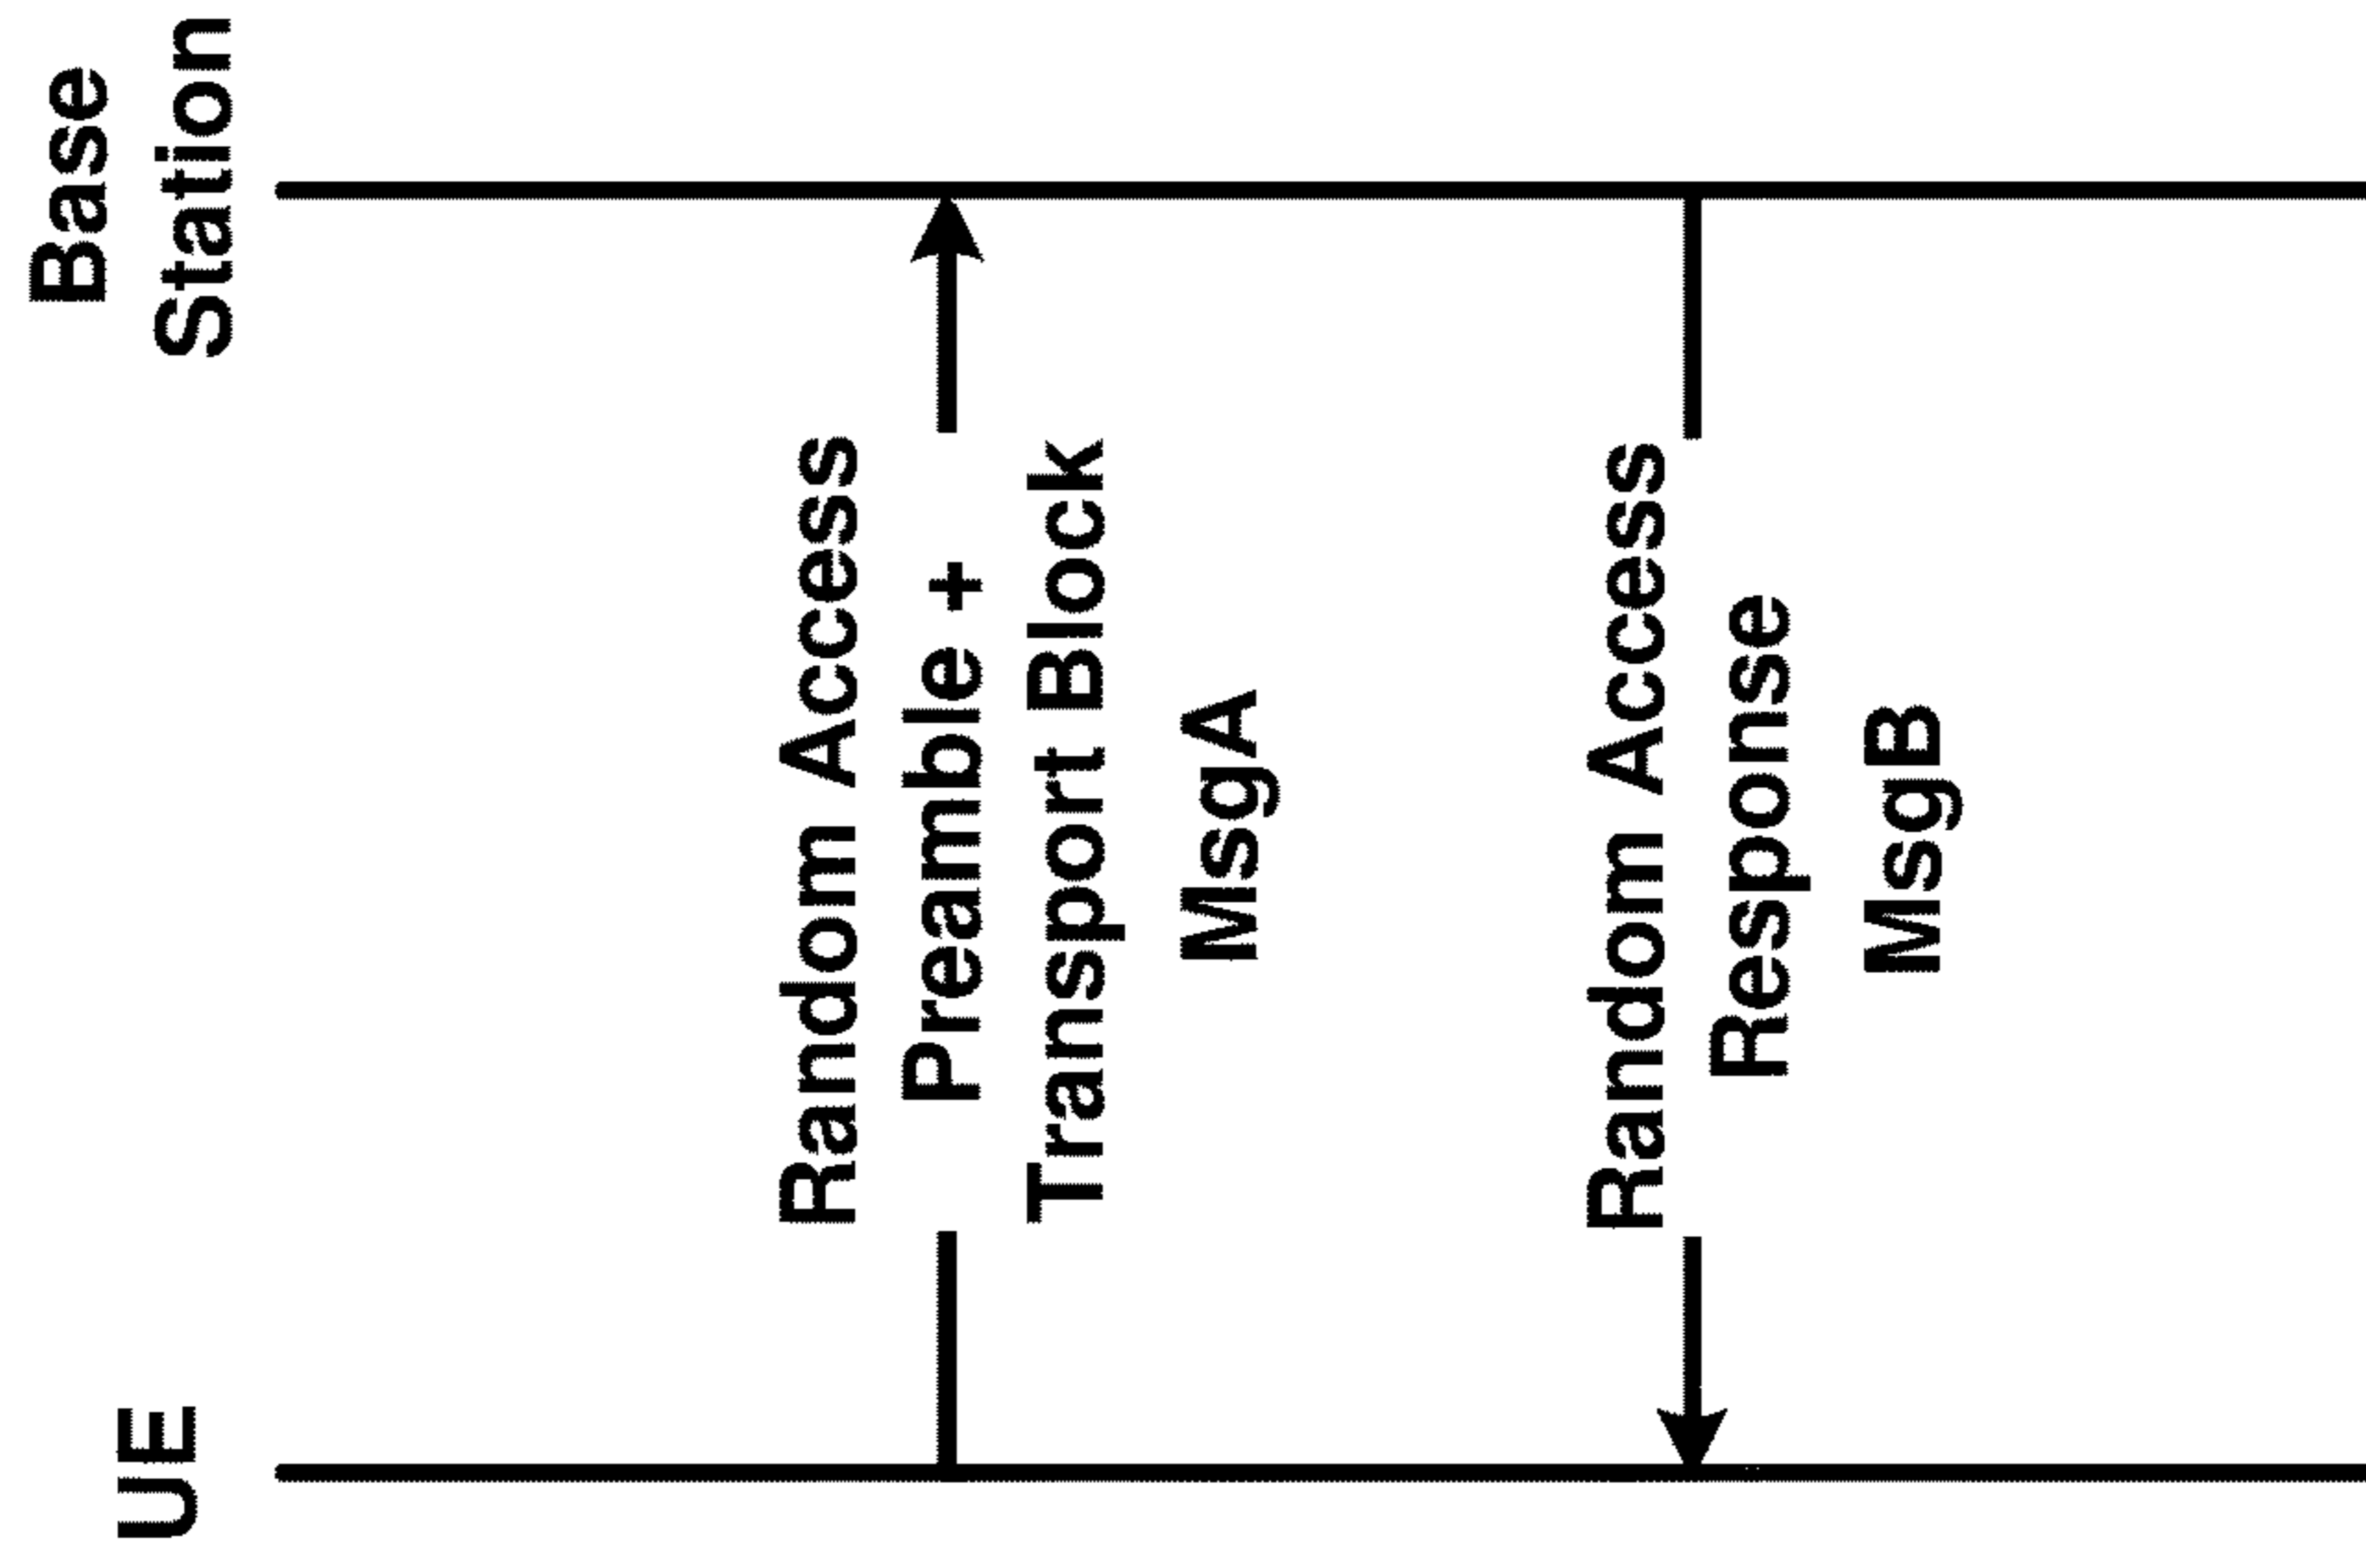 UE
Base
Station
Random Access
Preamble +
Transport Block
MsgA
Random Access
Response
MsgB